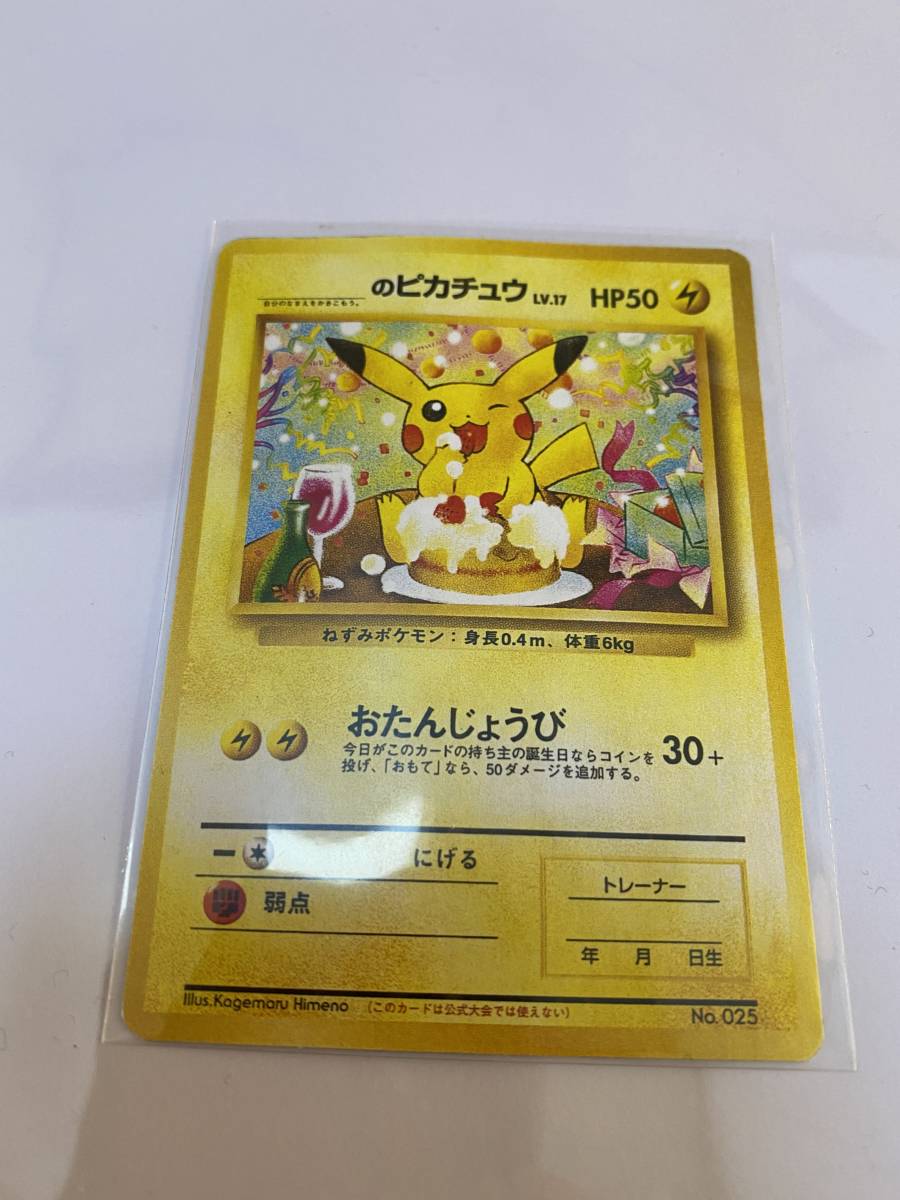 のピカチュウ LV.17 HP50
自分のなまえをかきこもう。
ねずみポケモン：身長0.4m、体重6kg
おたんじょうび 30+
今日がこのカードの持ち主の誕生日ならコインを
投げ、「おもて」なら、50ダメージを追加する。
ー にげる
弱点
トレーナー
年 月 日生
Illus.Kagemaru Himeno (このカードは公式大会では使えない) No. 025